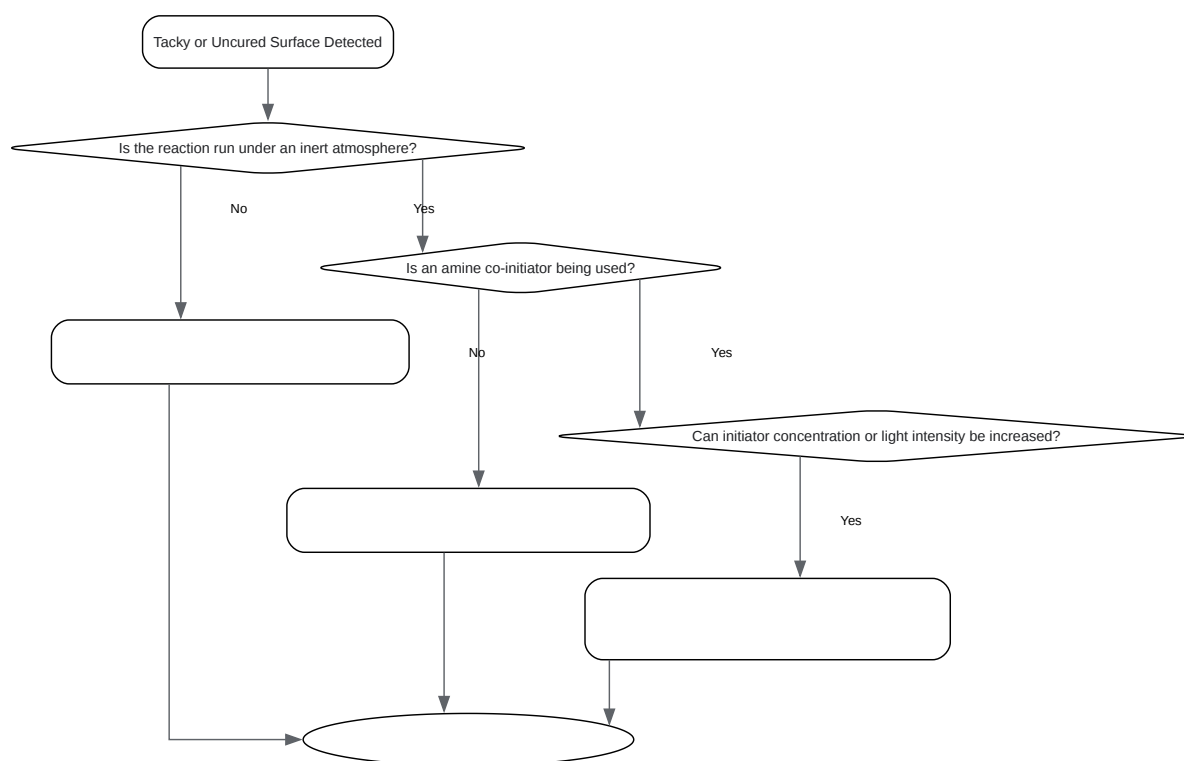 Tacky or Uncured Surface Detected
Is the reaction run under an inert atmosphere?
No
Yes
Is an amine co-initiator being used?
No
Yes
Can initiator concentration or light intensity be increased?
Yes